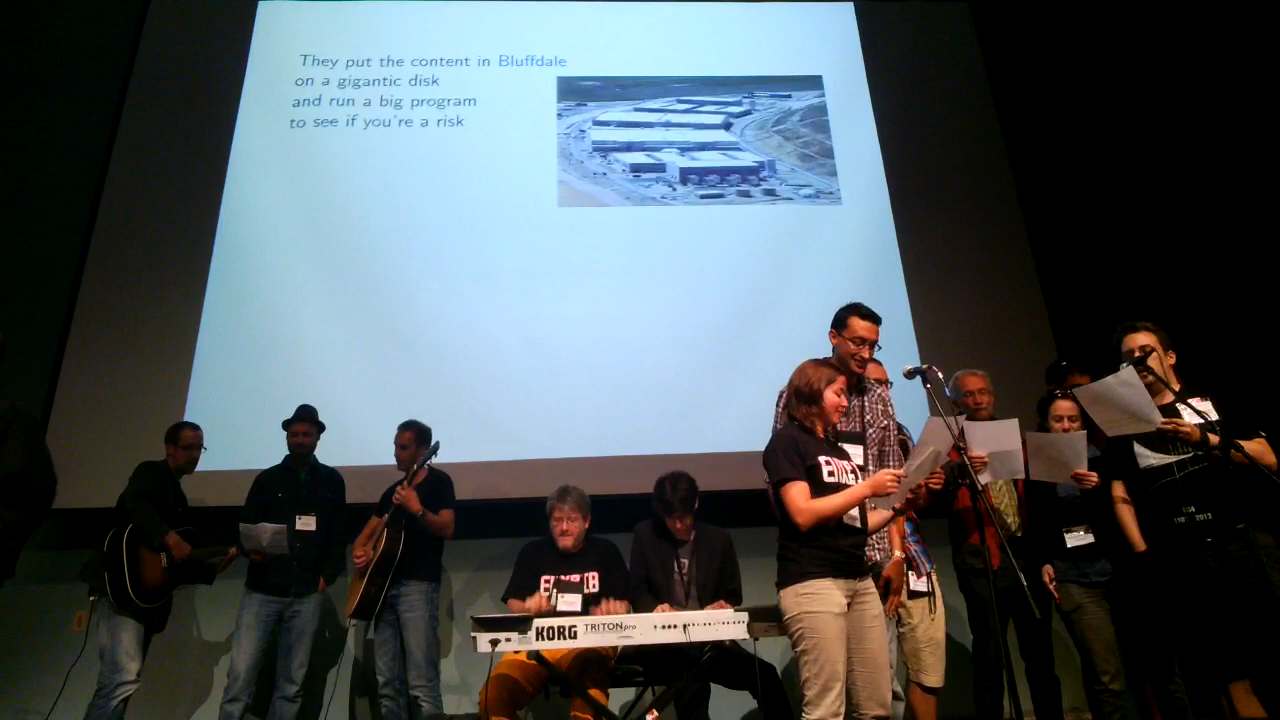 They put the content in Bluffdale
on a gigantic disk
and run a big program
to see if you're a risk
KORG TRITON pro